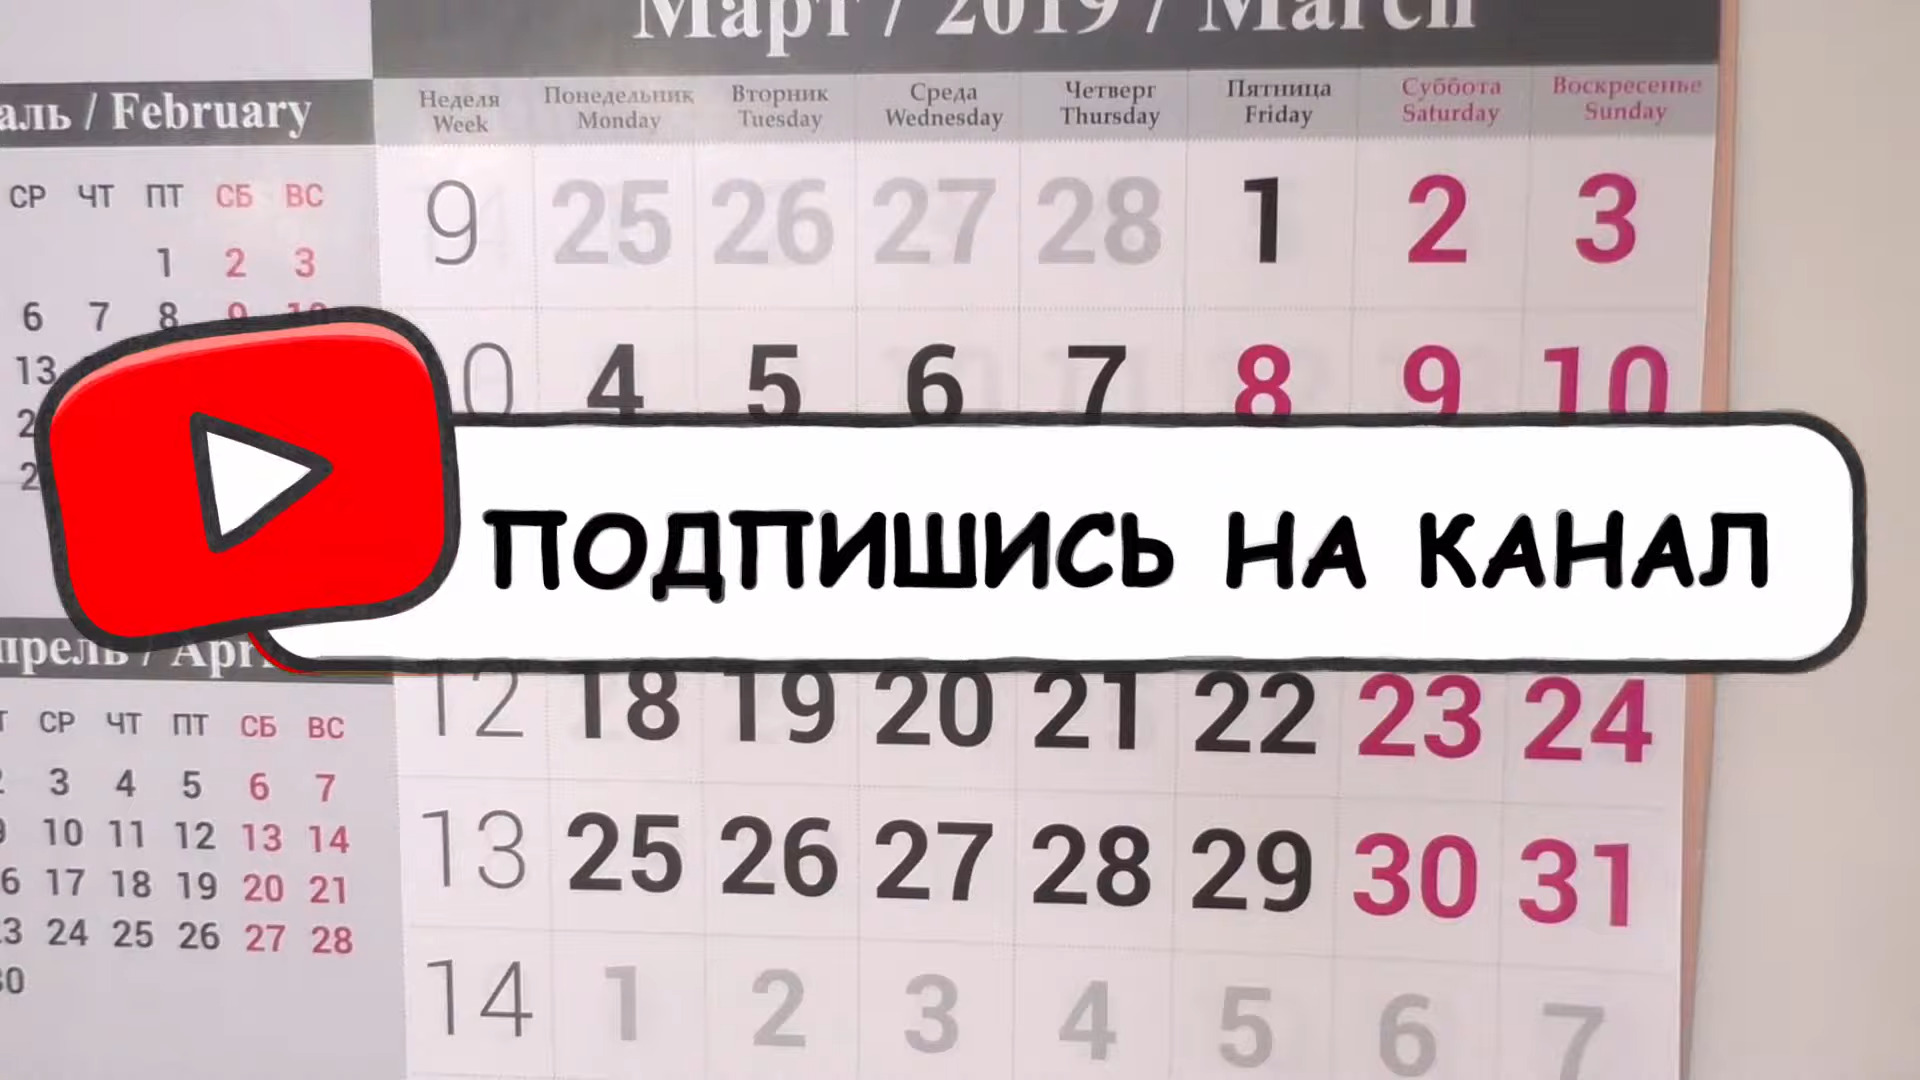 Март / 2019 / March
Неделя Понедельник Вторник Среда Четверг Пятница Суббота Воскресенье
Week Monday Tuesday Wednesday Thursday Friday Saturday Sunday
9 25 26 27 28 1 2 3
4 5 6 7 8 9 10
12 18 19 20 21 22 23 24
13 25 26 27 28 29 30 31
14 1 2 3 4 5 6 7
/ February
СР ЧТ ПТ СБ ВС
1 2 3
6 7 8 9 10
13
ПОДПИШИСЬ НА КАНАЛ
СР ЧТ ПТ СБ ВС
3 4 5 6 7
10 11 12 13 14
17 18 19 20 21
24 25 26 27 28